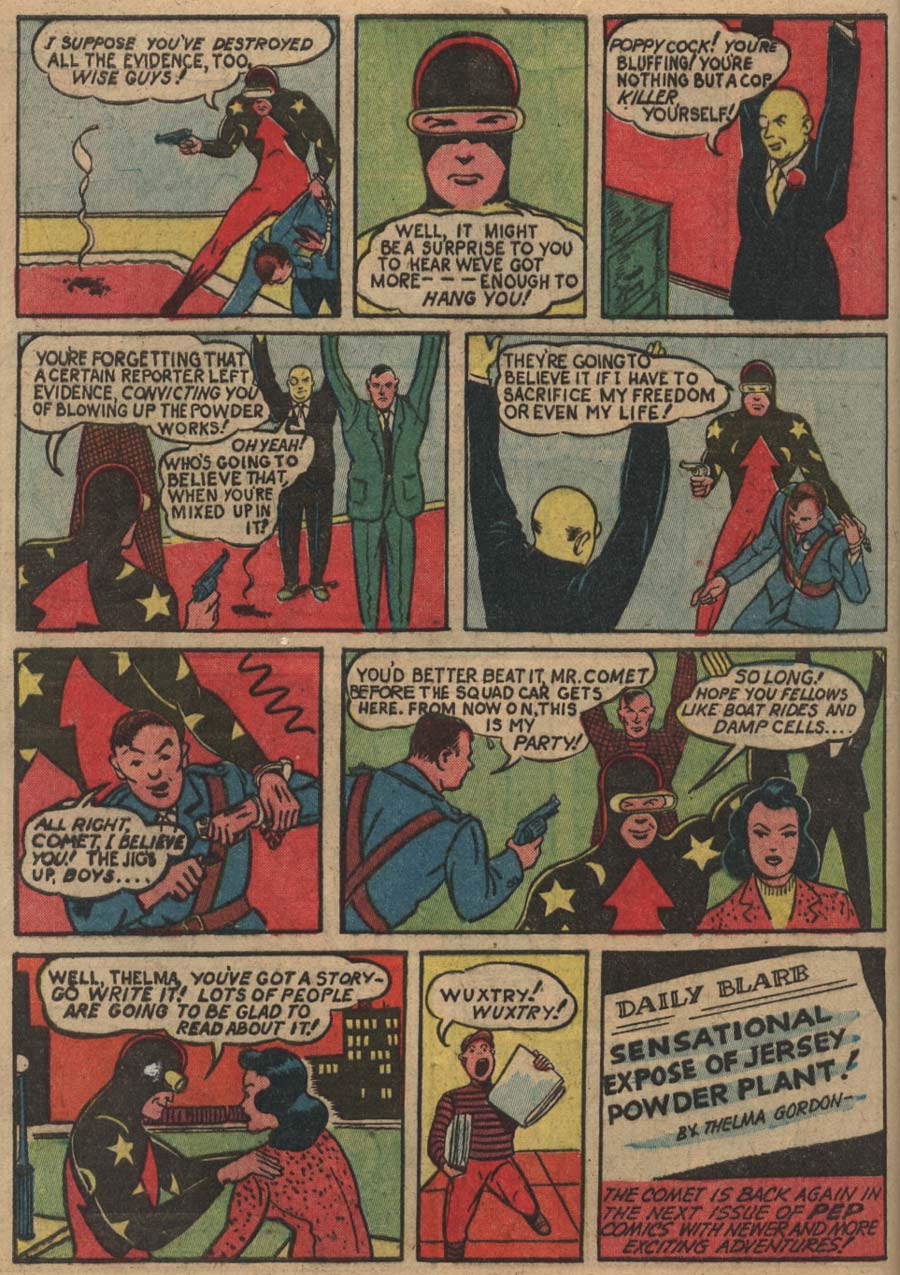 I SUPPOSE YOU'VE DESTROYED
ALL THE EVIDENCE, TOO,
WISE GUYS!
WELL, IT MIGHT
BE A SURPRISE TO YOU
TO HEAR WE'VE GOT
MORE---ENOUGH TO
HANG YOU!
POPPYCOCK! YOU'RE
BLUFFING! YOU'RE
NOTHING BUT A COP
KILLER,
YOURSELF!
YOU'RE FORGETTING THAT
A CERTAIN REPORTER LEFT
EVIDENCE, CONVICTING YOU
OF BLOWING UP THE POWDER
WORKS!
OH YEAH!
WHO'S GOING TO
BELIEVE THAT,
WHEN YOU'RE
MIXED UP IN
IT?
THEY'RE GOING TO
BELIEVE IT IF I HAVE TO
SACRIFICE MY FREEDOM
OR EVEN MY LIFE!
ALL RIGHT,
COMET, I BELIEVE
YOU! THE JIG'S
UP, BOYS....
YOU'D BETTER BEAT IT, MR. COMET
BEFORE THE SQUAD CAR GETS
HERE. FROM NOW ON, THIS
IS MY
PARTY!
SO LONG!
HOPE YOU FELLOWS
LIKE BOAT RIDES AND
DAMP CELLS....
WELL, THELMA, YOU'VE GOT A STORY-
GO WRITE IT! LOTS OF PEOPLE
ARE GOING TO BE GLAD TO
READ ABOUT IT!
WUXTRY!
WUXTRY!
DAILY BLARE
SENSATIONAL
EXPOSE OF JERSEY
POWDER PLANT!
BY THELMA GORDON-
THE COMET IS BACK AGAIN IN
THE NEXT ISSUE OF PEP
COMICS WITH NEWER AND MORE
EXCITING ADVENTURES!